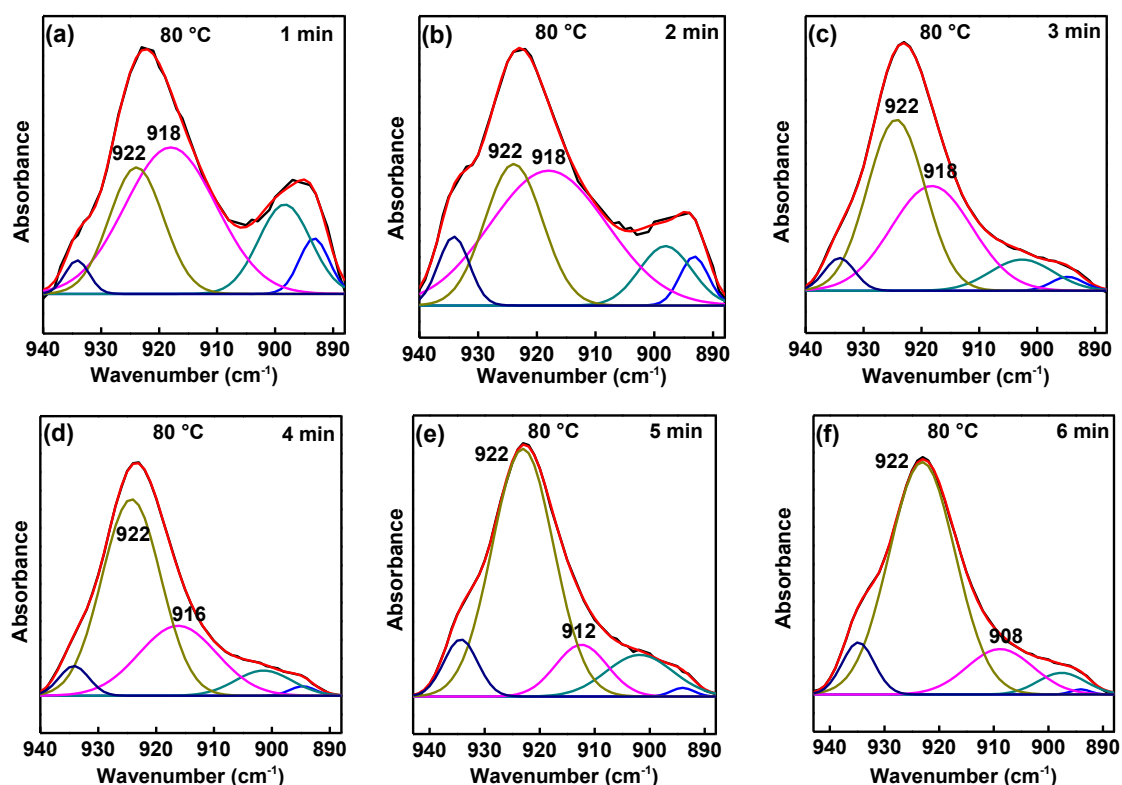 (a) 80 °C 1 min
922
918
Absorbance
940 930 920 910 900 890
Wavenumber (cm⁻¹)
(b) 80 °C 2 min
922
918
Absorbance
940 930 920 910 900 890
Wavenumber (cm⁻¹)
(c) 80 °C 3 min
922
918
Absorbance
940 930 920 910 900 890
Wavenumber (cm⁻¹)
(d) 80 °C 4 min
922
916
Absorbance
940 930 920 910 900 890
Wavenumber (cm⁻¹)
(e) 80 °C 5 min
922
912
Absorbance
940 930 920 910 900 890
Wavenumber (cm⁻¹)
(f) 80 °C 6 min
922
908
Absorbance
940 930 920 910 900 890
Wavenumber (cm⁻¹)